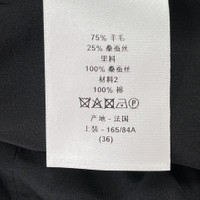 75% 羊毛
25% 桑蚕丝
里料
100% 桑蚕丝
材料2
100% 棉
产地 - 法国
上装 - 165/84A
(36)